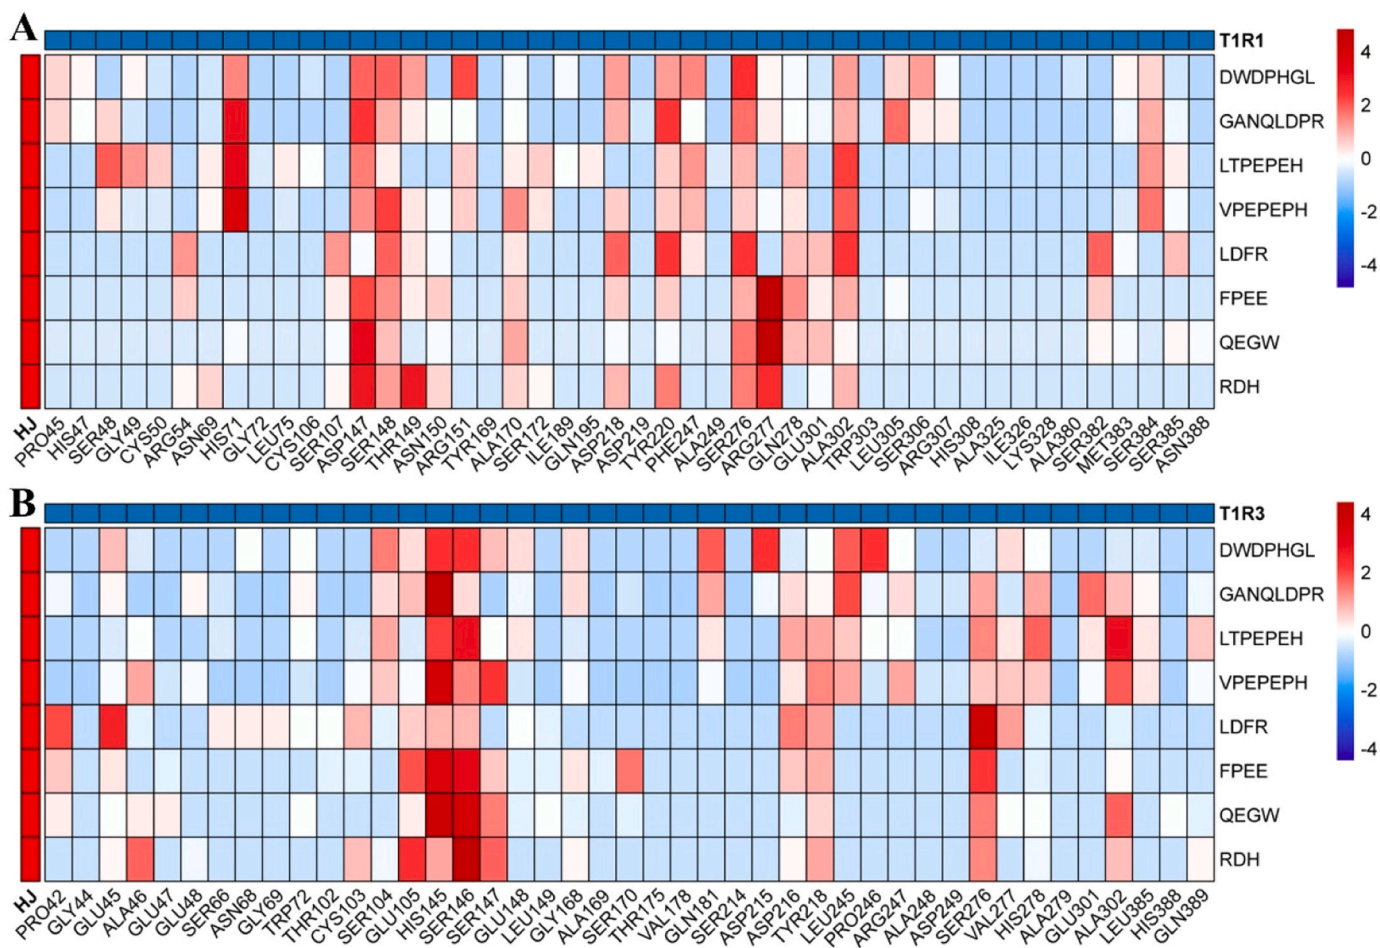 A
T1R1
DWDPHGL
GANQLDPR
LTPEPEH
VPEPEPH
LDFR
FPEE
QEGW
RDH
4
2
0
-2
-4
HJ PRO45 HIS47 SER48 GLY49 CYS50 ARG54 ASN69 HIS71 GLY72 LEU75 CYS106 SER107 ASP147 SER148 THR149 ASN150 ARG151 TYR169 ALA170 SER172 ILE189 GLN195 ASP218 ASP219 TYR220 PHE247 ALA249 SER276 ARG277 GLN278 GLU301 ALA302 TRP303 LEU305 SER306 ARG307 HIS308 ALA325 ILE326 LYS328 ALA380 SER382 MET383 SER384 SER385 ASN388
B
T1R3
DWDPHGL
GANQLDPR
LTPEPEH
VPEPEPH
LDFR
FPEE
QEGW
RDH
4
2
0
-2
-4
HJ PRO42 GLY44 GLU45 ALA46 GLU47 GLU48 SER66 ASN68 GLY69 TRP72 THR102 CYS103 SER104 GLU105 HIS145 SER146 SER147 GLU148 LEU149 GLY168 ALA169 SER170 THR175 VAL178 GLN181 SER214 ASP215 ASP216 TYR218 LEU245 PRO246 ARG247 ALA248 ASP249 SER276 VAL277 HIS278 ALA279 GLU301 ALA302 LEU385 HIS388 GLN389